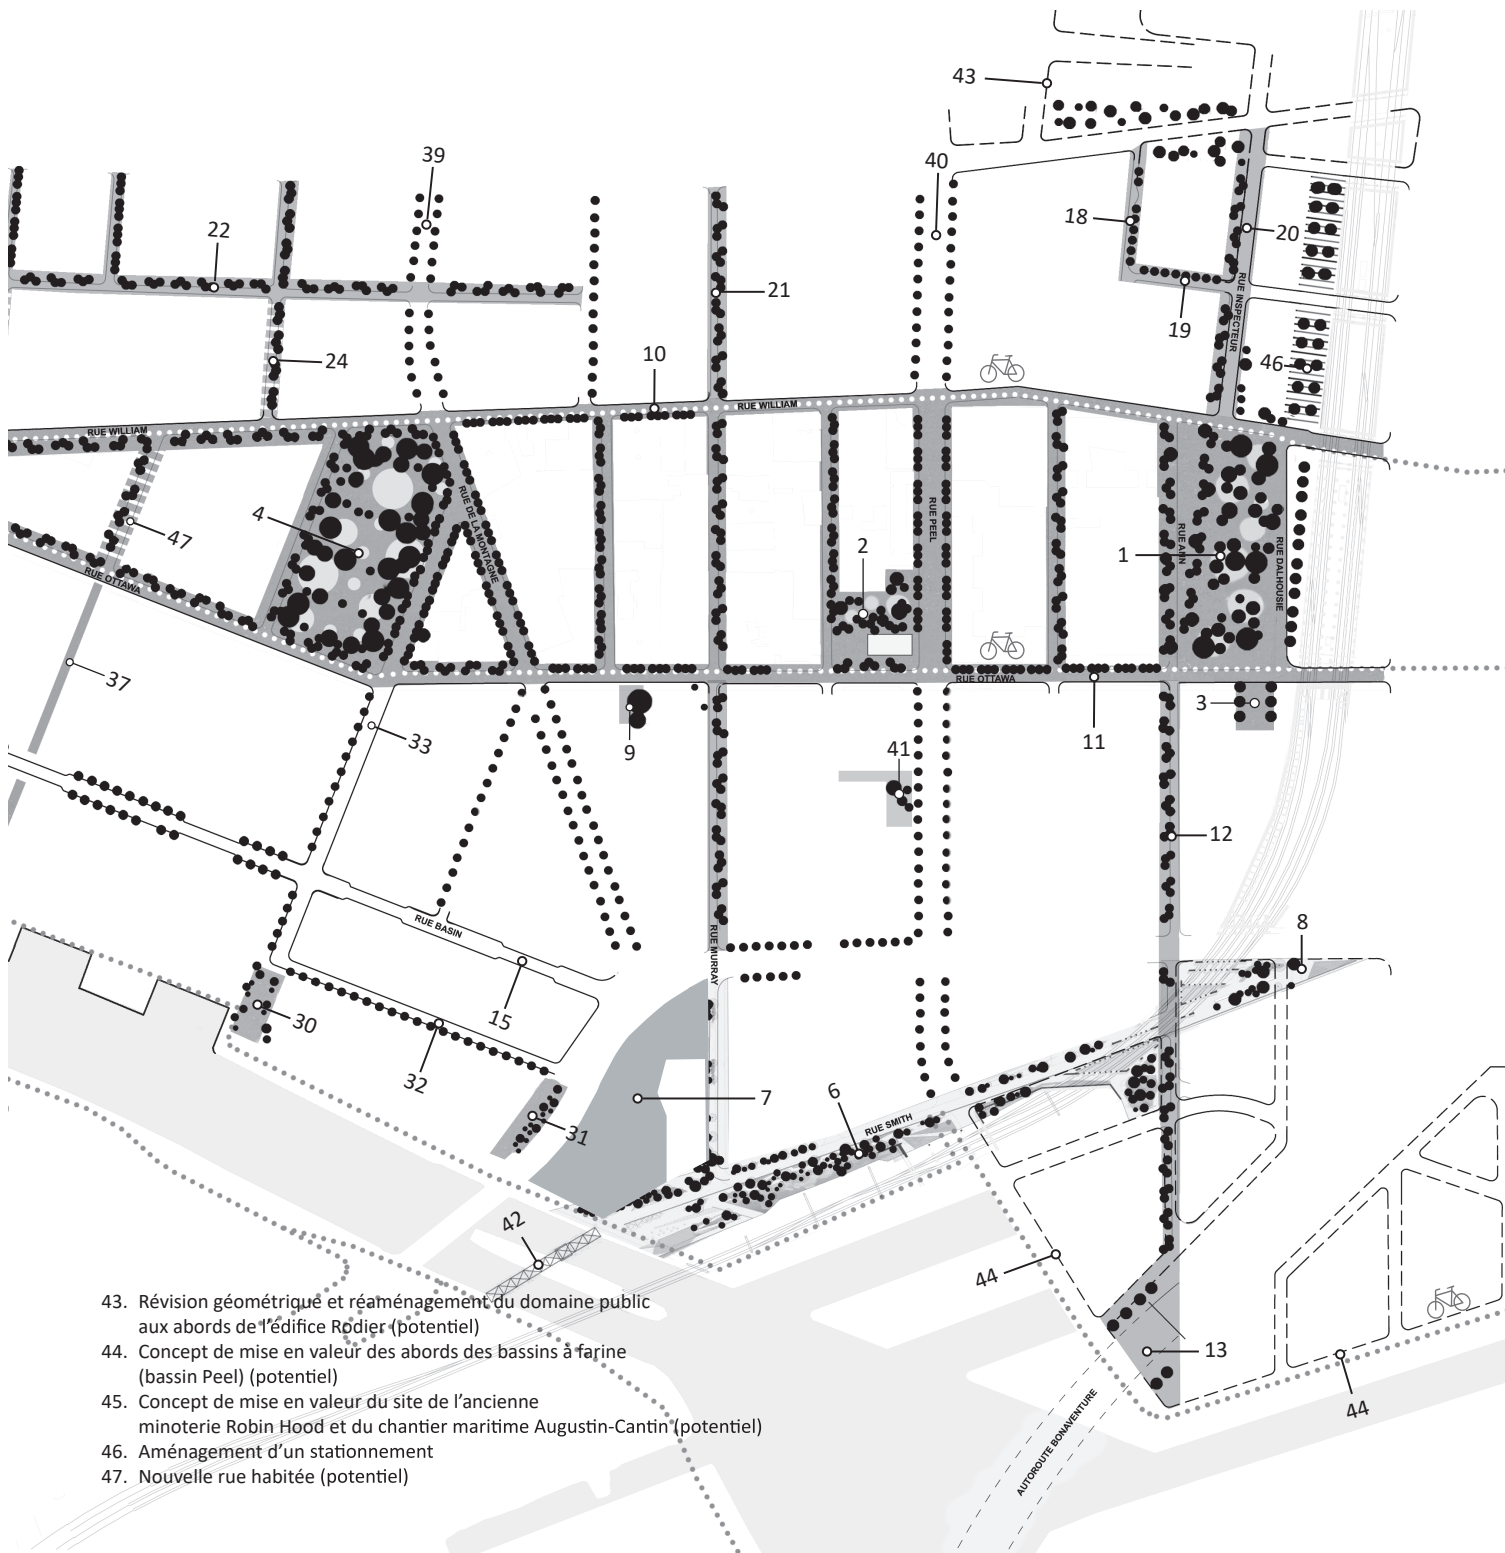 43
39
40
22
18
20
21
19
RUE INSPECTEUR
24
10
46
RUE WILLIAM
RUE WILLIAM
4
RUE DE LA MONTAGNE
47
RUE PEEL
2
1
RUE ANN
RUE DALHOUSIE
RUE OTTAWA
37
RUE OTTAWA
3
33
9
41
11
12
RUE BASIN
RUE MURRAY
8
15
30
32
7
6
RUE SMITH
31
42
44
13
44
AUTOROUTE BONAVENTURE
43. Révision géométrique et réaménagement du domaine public
aux abords de l'édifice Rodier (potentiel)
44. Concept de mise en valeur des abords des bassins à farine
(bassin Peel) (potentiel)
45. Concept de mise en valeur du site de l'ancienne
minoterie Robin Hood et du chantier maritime Augustin-Cantin (potentiel)
46. Aménagement d'un stationnement
47. Nouvelle rue habitée (potentiel)